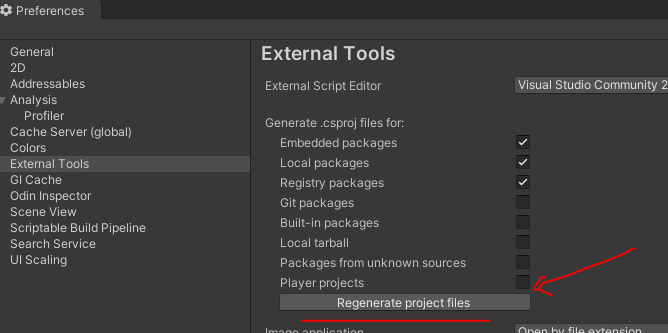 Preferences
General
2D
Addressables
Analysis
Profiler
Cache Server (global)
Colors
External Tools
GI Cache
Odin Inspector
Scene View
Scriptable Build Pipeline
Search Service
UI Scaling
External Tools
External Script Editor Visual Studio Community 2
Generate .csproj files for:
Embedded packages
Local packages
Registry packages
Git packages
Built-in packages
Local tarball
Packages from unknown sources
Player projects
Regenerate project files
Image application Open by file extension